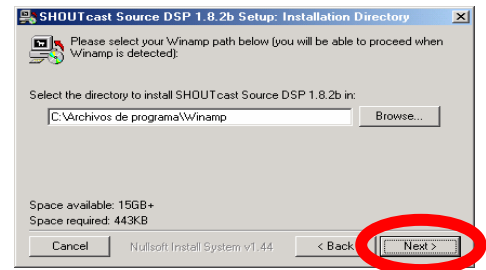 SHOUTcast Source DSP 1.8.2b Setup: Installation Directory
Please select your Winamp path below (you will be able to proceed when
Winamp is detected):
Select the directory to install SHOUTcast Source DSP 1.8.2b in:
C:\Archivos de programa\Winamp
Browse...
Space available: 15GB+
Space required: 443KB
Cancel
Nullsoft Install System v1.44
< Back
Next >